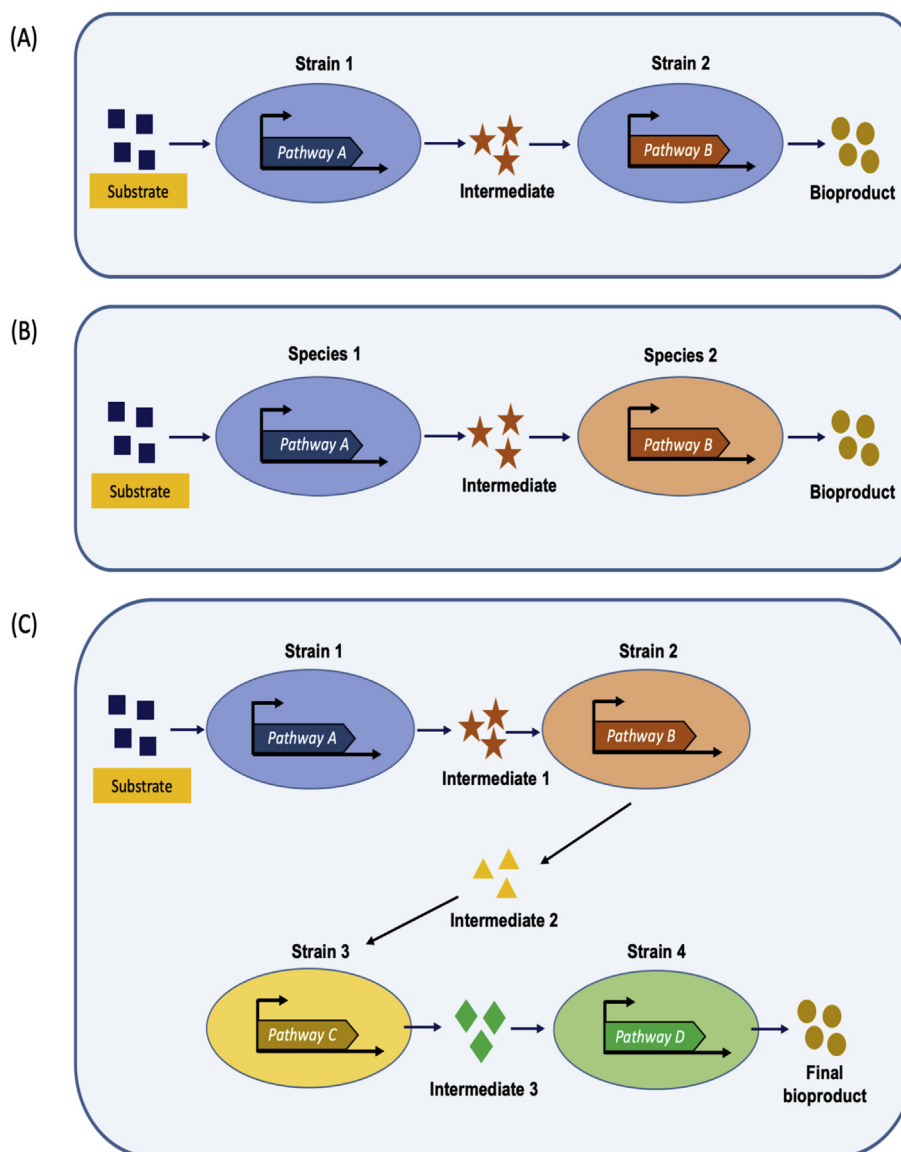 (A)
Strain 1
Strain 2
Pathway A
Pathway B
Substrate
Intermediate
Bioproduct
(B)
Species 1
Species 2
Pathway A
Pathway B
Substrate
Intermediate
Bioproduct
(C)
Strain 1
Strain 2
Pathway A
Pathway B
Substrate
Intermediate 1
Intermediate 2
Strain 3
Strain 4
Pathway C
Pathway D
Intermediate 3
Final
bioproduct